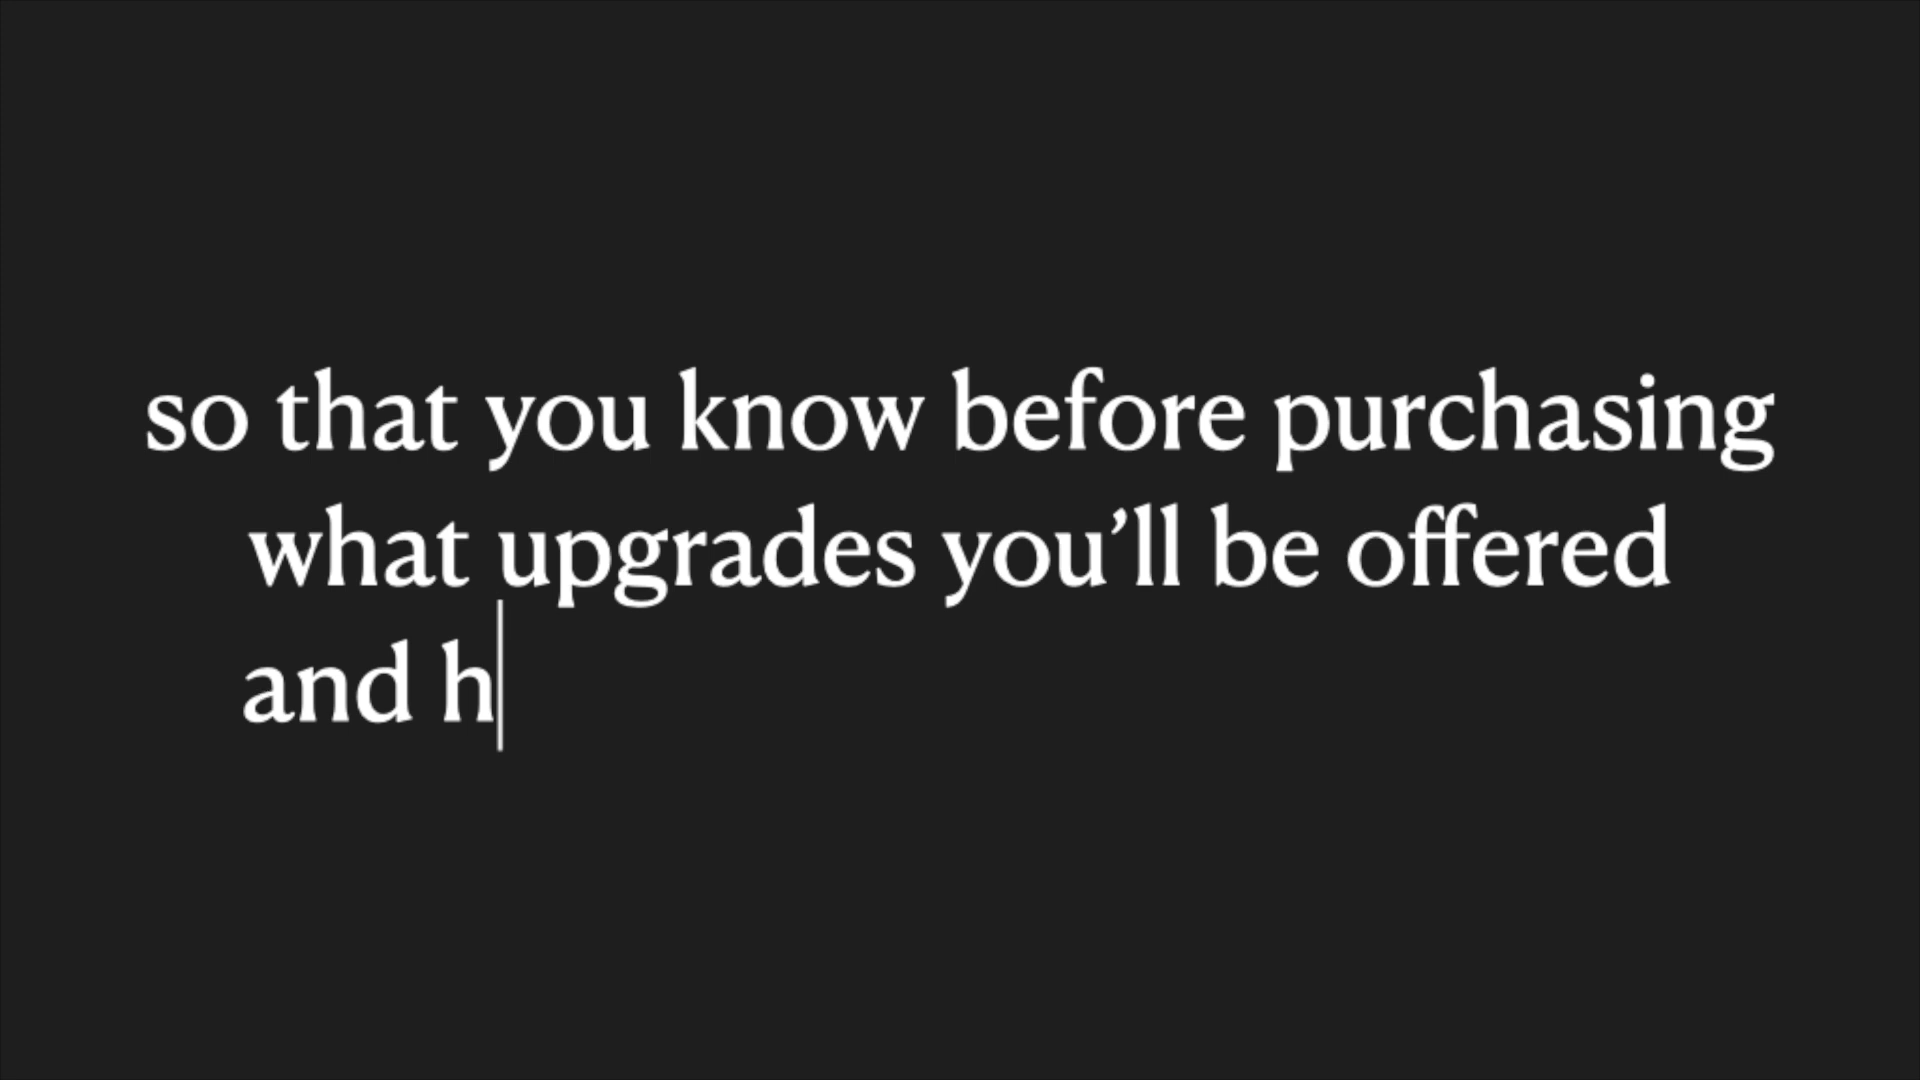 so that you know before purchasing
what upgrades you’ll be offered
and h